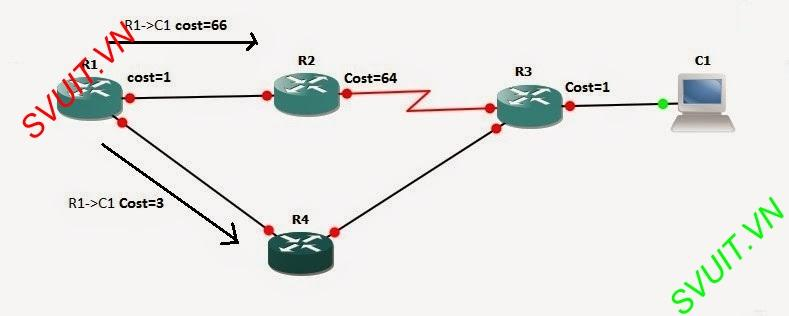 R1->C1 cost=66
SVUIT.VN
R1
cost=1
R2
Cost=64
R3
Cost=1
C1
R1->C1 Cost=3
R4
SVUIT.VN